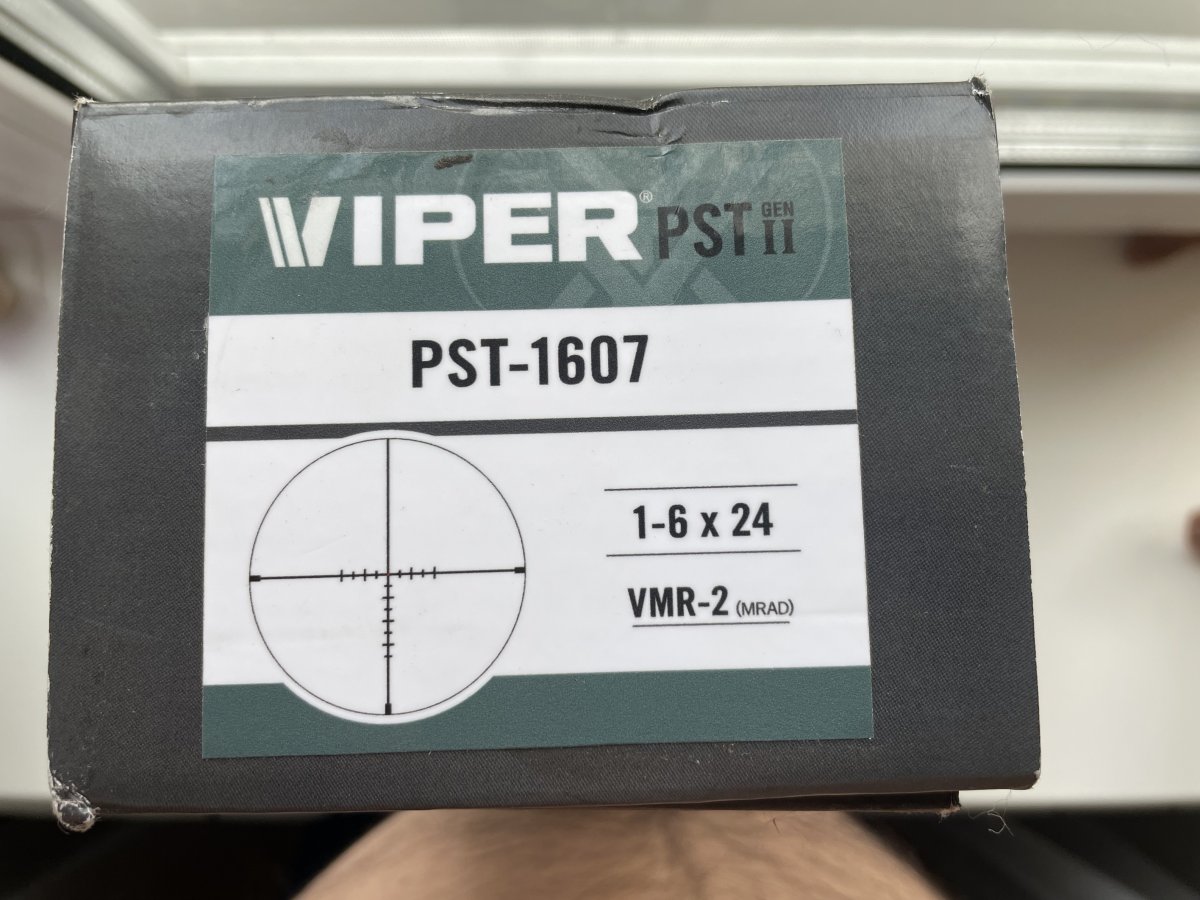 VIPER® PST GEN II
PST-1607
1-6 x 24
VMR-2 (MRAD)